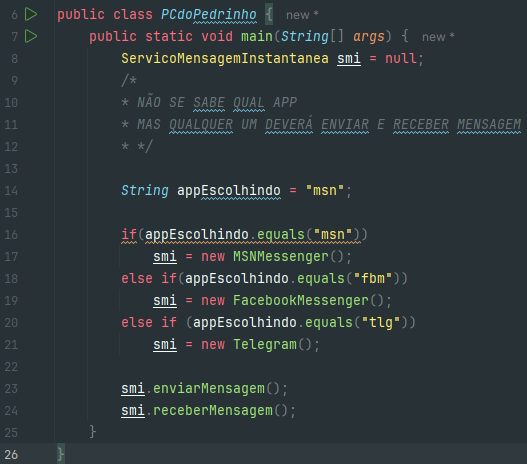 6 public class PCdoPedrinho { new *
7 public static void main(String[] args) { new *
8 ServicoMensagemInstantanea smi = null;
9 /*
10 * NÃO SE SABE QUAL APP
11 * MAS QUALQUER UM DEVERÁ ENVIAR E RECEBER MENSAGEM
12 * */
13
14 String appEscolhindo = "msn";
15
16 if(appEscolhindo.equals("msn"))
17 smi = new MSNMessenger();
18 else if(appEscolhindo.equals("fbm"))
19 smi = new FacebookMessenger();
20 else if (appEscolhindo.equals("tlg"))
21 smi = new Telegram();
22
23 smi.enviarMensagem();
24 smi.receberMensagem();
25 }
26 }